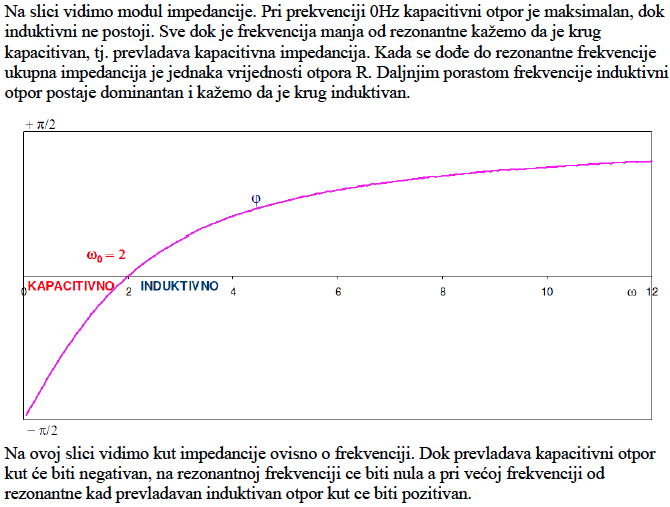 Na slici vidimo modul impedancije. Pri prekvenciji 0Hz kapacitivni otpor je maksimalan, dok
induktivni ne postoji. Sve dok je frekvencija manja od rezonantne kažemo da je krug
kapacitivan, tj. prevladava kapacitivna impedancija. Kada se dođe do rezonantne frekvencije
ukupna impedancija je jednaka vrijednosti otpora R. Daljnjim porastom frekvencije induktivni
otpor postaje dominantan i kažemo da je krug induktivan.
+ π/2
φ
ω₀ = 2
KAPACITIVNO INDUKTIVNO
0 2 4 6 8 10 ω 12
− π/2
Na ovoj slici vidimo kut impedancije ovisno o frekvenciji. Dok prevladava kapacitivni otpor
kut će biti negativan, na rezonantnoj frekvenciji ce biti nula a pri većoj frekvenciji od
rezonantne kad prevladavan induktivan otpor kut ce biti pozitivan.